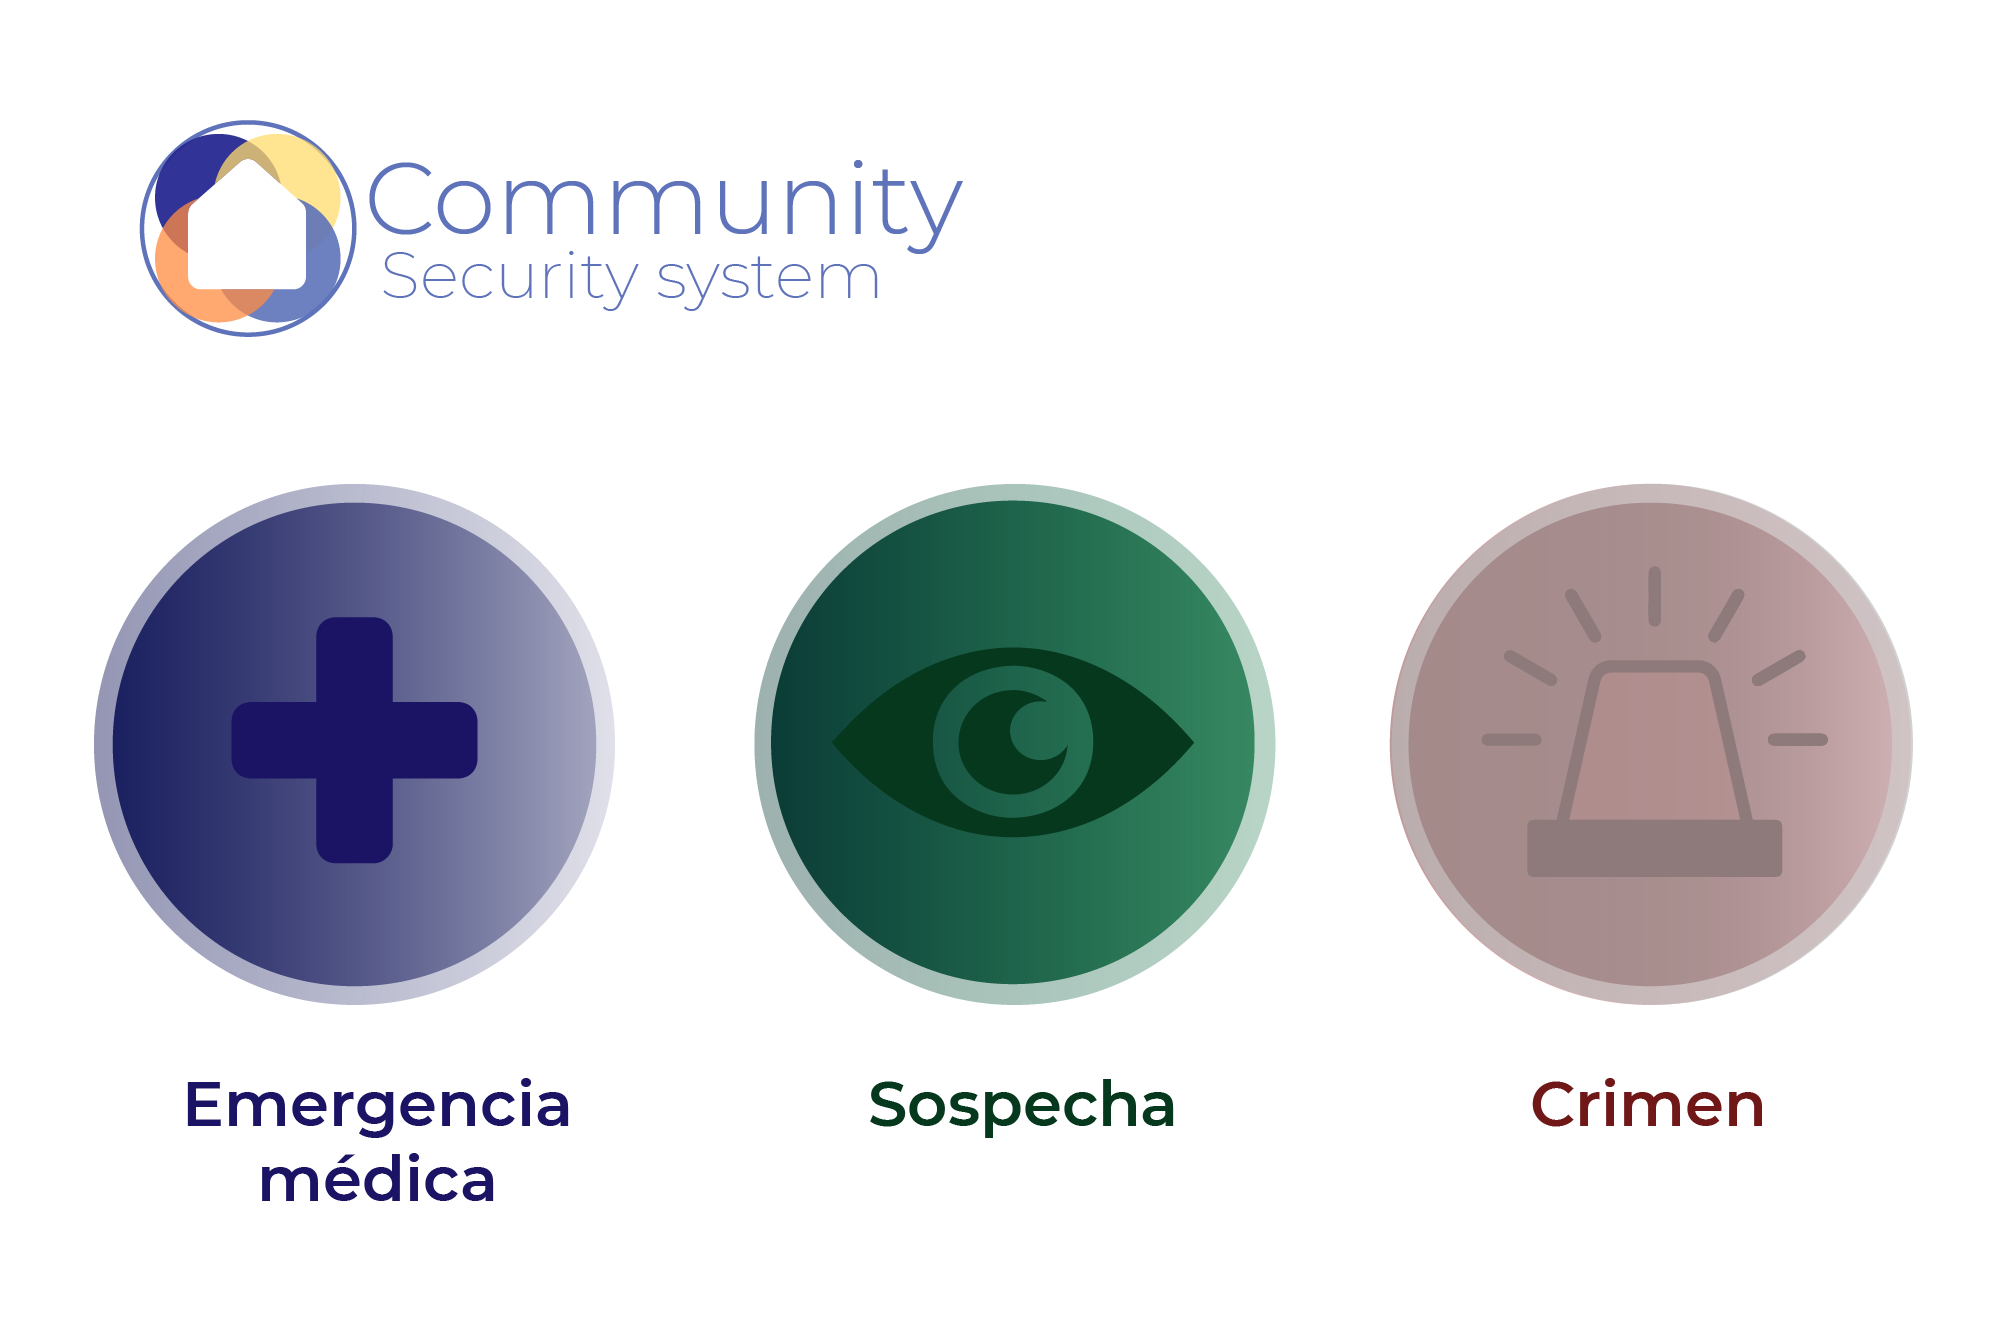 Community
Security system
Emergencia
médica
Sospecha
Crimen